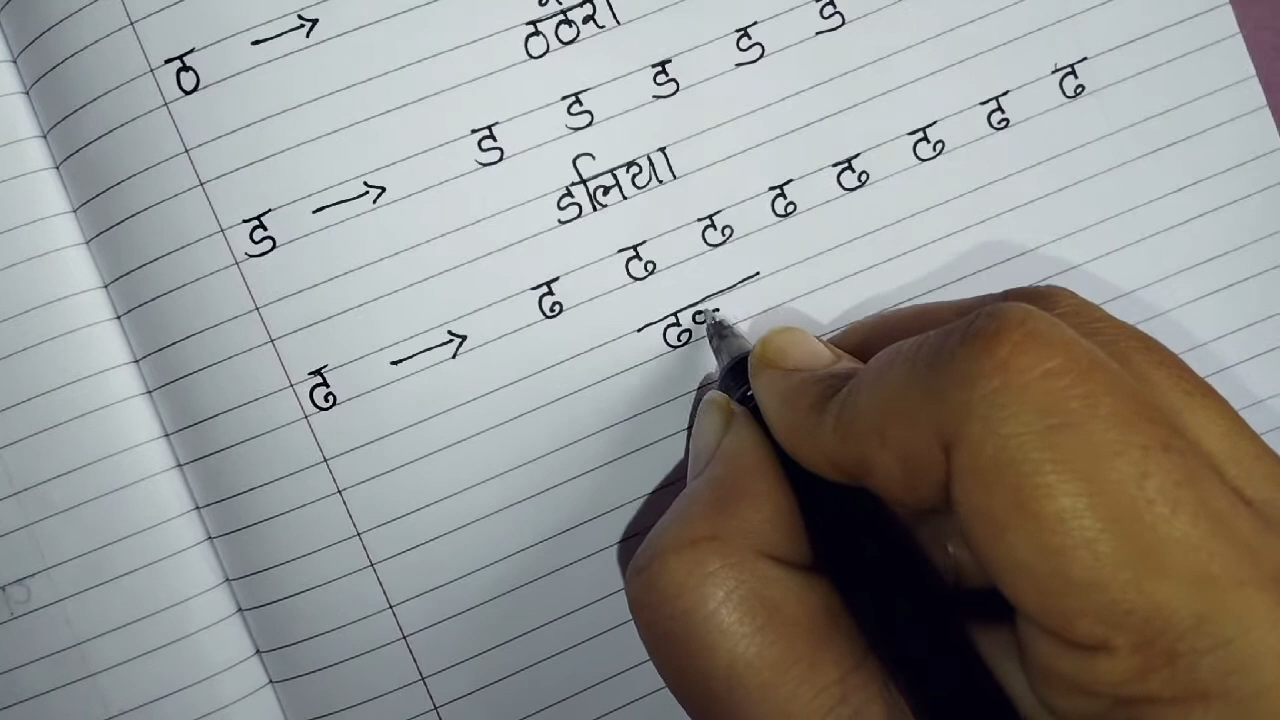 ठ → ठठेरा
ड → ड ड ड ड ड
डलिया
ढ → ढ ढ ढ ढ ढ ढ ढ ढ